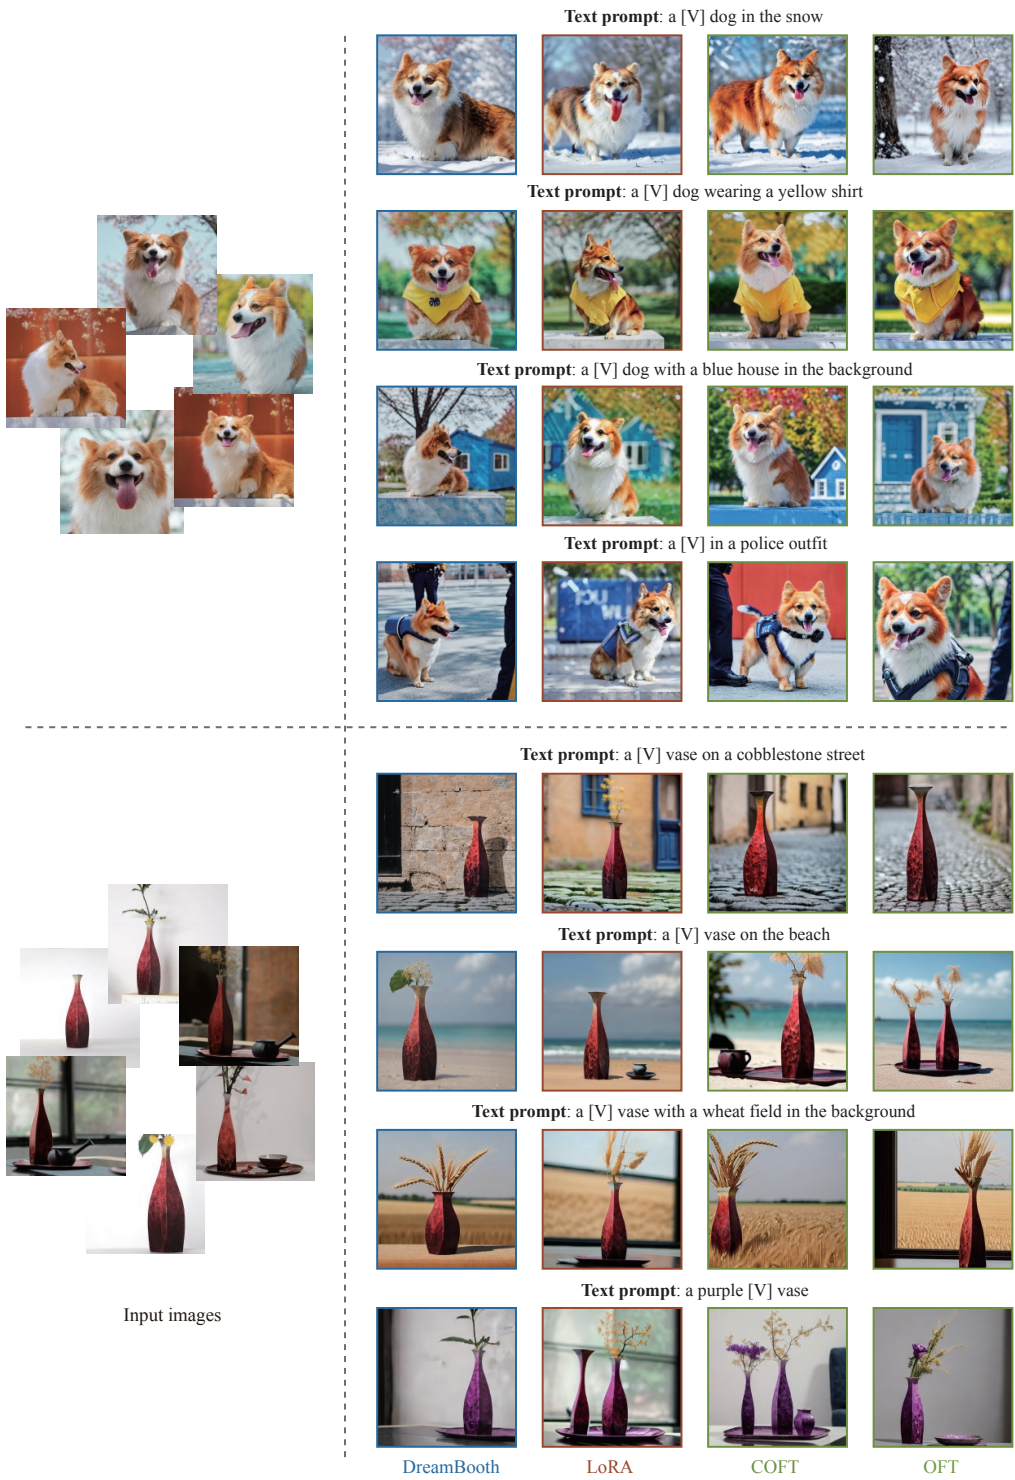 Text prompt: a [V] dog in the snow
Text prompt: a [V] dog wearing a yellow shirt
Text prompt: a [V] dog with a blue house in the background
Text prompt: a [V] in a police outfit
Text prompt: a [V] vase on a cobblestone street
Text prompt: a [V] vase on the beach
Text prompt: a [V] vase with a wheat field in the background
Text prompt: a purple [V] vase
Input images
DreamBooth LoRA COFT OFT